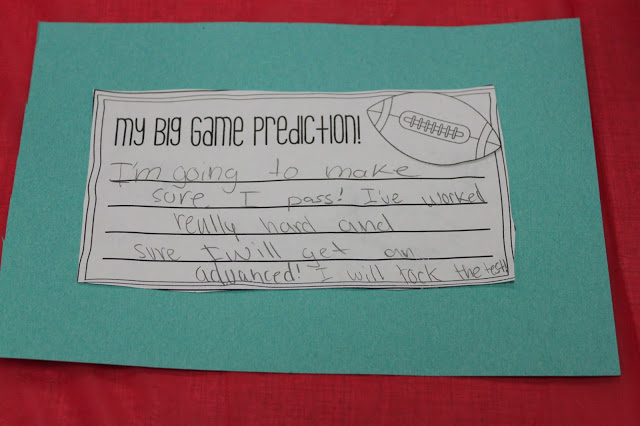 My Big Game Prediction!
I'm going to make
sure I pass! I've worked
really hard and
sure I will get an
advanced! I will rock the test!